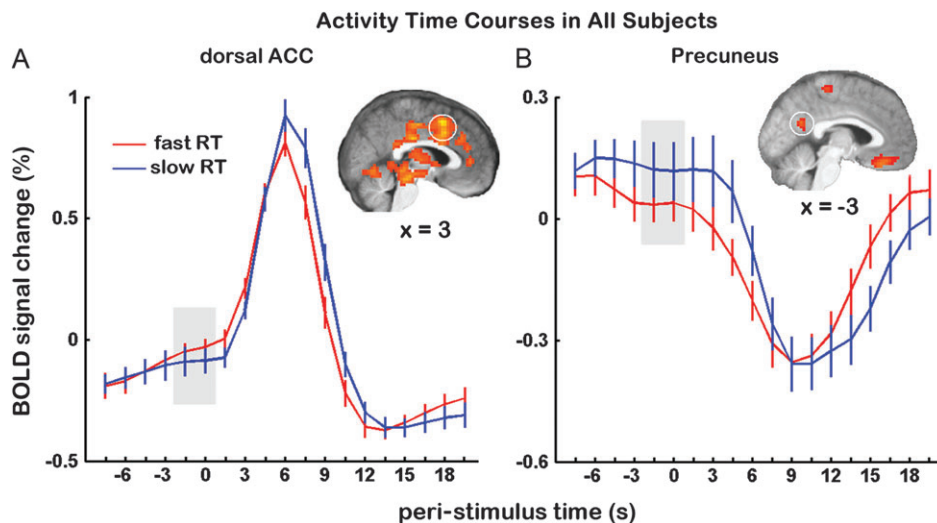 Activity Time Courses in All Subjects
A
dorsal ACC
B
Precuneus
BOLD signal change (%)
1
0.5
0
-0.5
fast RT
slow RT
x = 3
-6 -3 0 3 6 9 12 15 18
0.3
0
-0.3
-0.6
x = -3
-6 -3 0 3 6 9 12 15 18
peri-stimulus time (s)